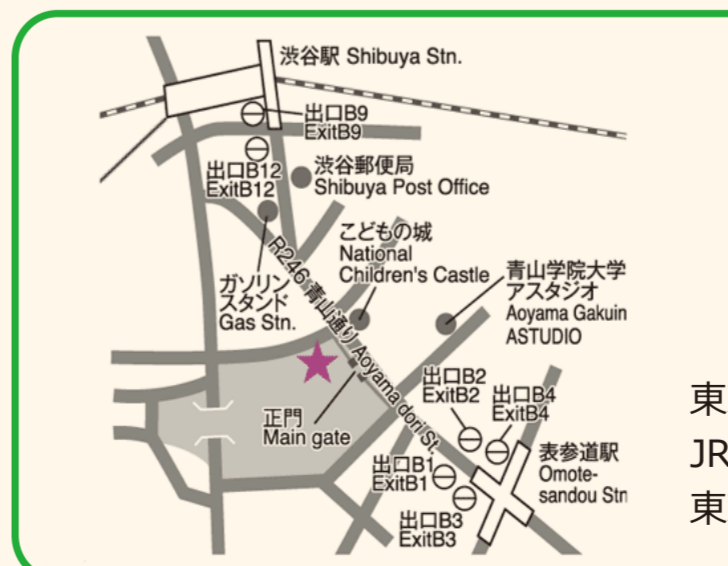 渋谷駅 Shibuya Stn.
出口B9
ExitB9
出口B12
ExitB12
渋谷郵便局
Shibuya Post Office
こどもの城
National
Children's Castle
ガソリン
スタンド
Gas Stn.
R246 青山通り Aoyama dori St.
青山学院大学
アスタジオ
Aoyama Gakuin
ASTUDIO
正門
Main gate
出口B2
ExitB2
出口B4
ExitB4
出口B1
ExitB1
出口B3
ExitB3
表参道駅
Omote-
sandou Stn
東
JR
東